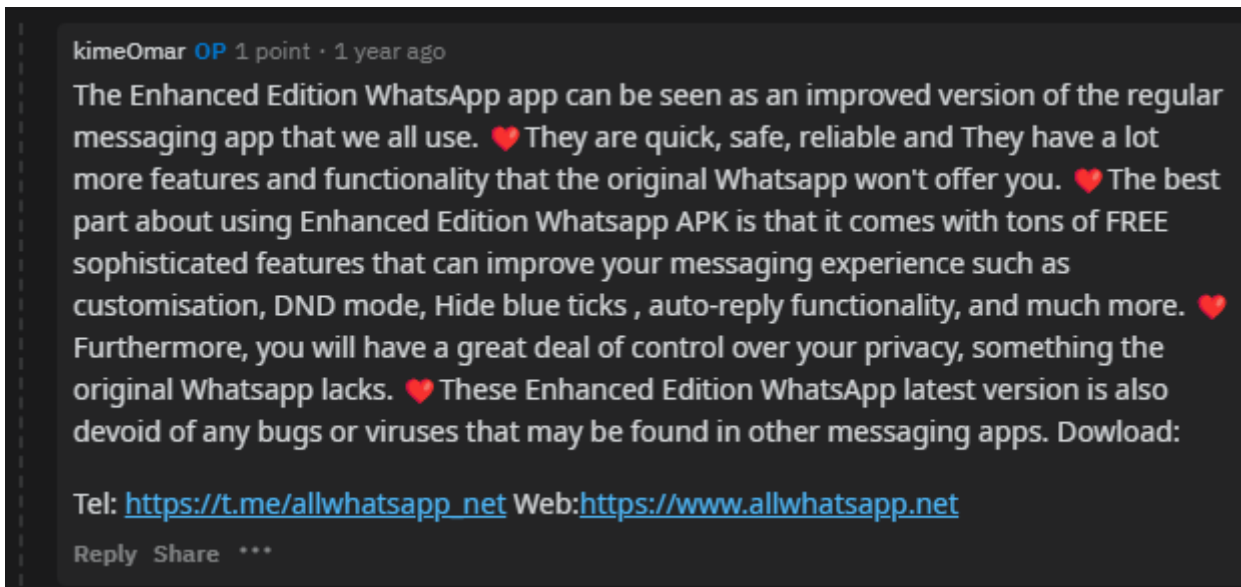 kimeOmar OP 1 point · 1 year ago
The Enhanced Edition WhatsApp app can be seen as an improved version of the regular
messaging app that we all use. ❤️They are quick, safe, reliable and They have a lot
more features and functionality that the original Whatsapp won't offer you. ❤️The best
part about using Enhanced Edition Whatsapp APK is that it comes with tons of FREE
sophisticated features that can improve your messaging experience such as
customisation, DND mode, Hide blue ticks , auto-reply functionality, and much more. ❤️
Furthermore, you will have a great deal of control over your privacy, something the
original Whatsapp lacks. ❤️These Enhanced Edition WhatsApp latest version is also
devoid of any bugs or viruses that may be found in other messaging apps. Dowload:
Tel: https://t.me/allwhatsapp_net Web:https://www.allwhatsapp.net
Reply Share •••